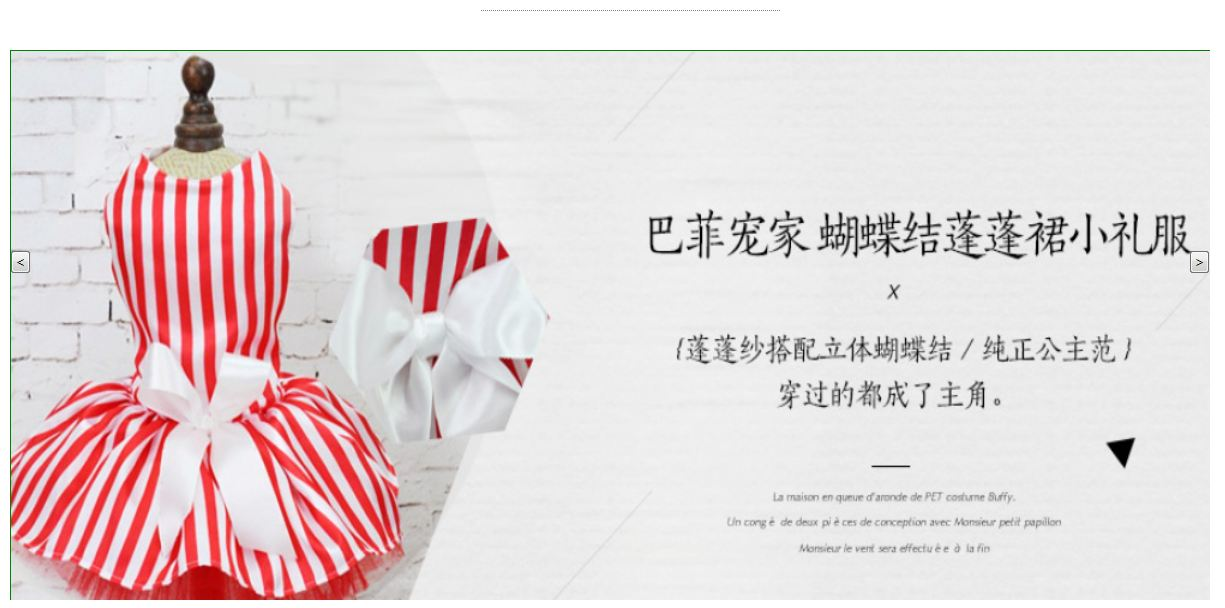 巴菲宠家 蝴蝶结蓬蓬裙小礼服
X
{蓬蓬纱搭配立体蝴蝶结 / 纯正公主范}
穿过的都成了主角。
La maison en queue d'aronde de PET costume Buffy.
Un cong è de deux pi è ces de conception avec Monsieur petit papillon
Monsieur le vent sera effectu è e à la fin
<
>